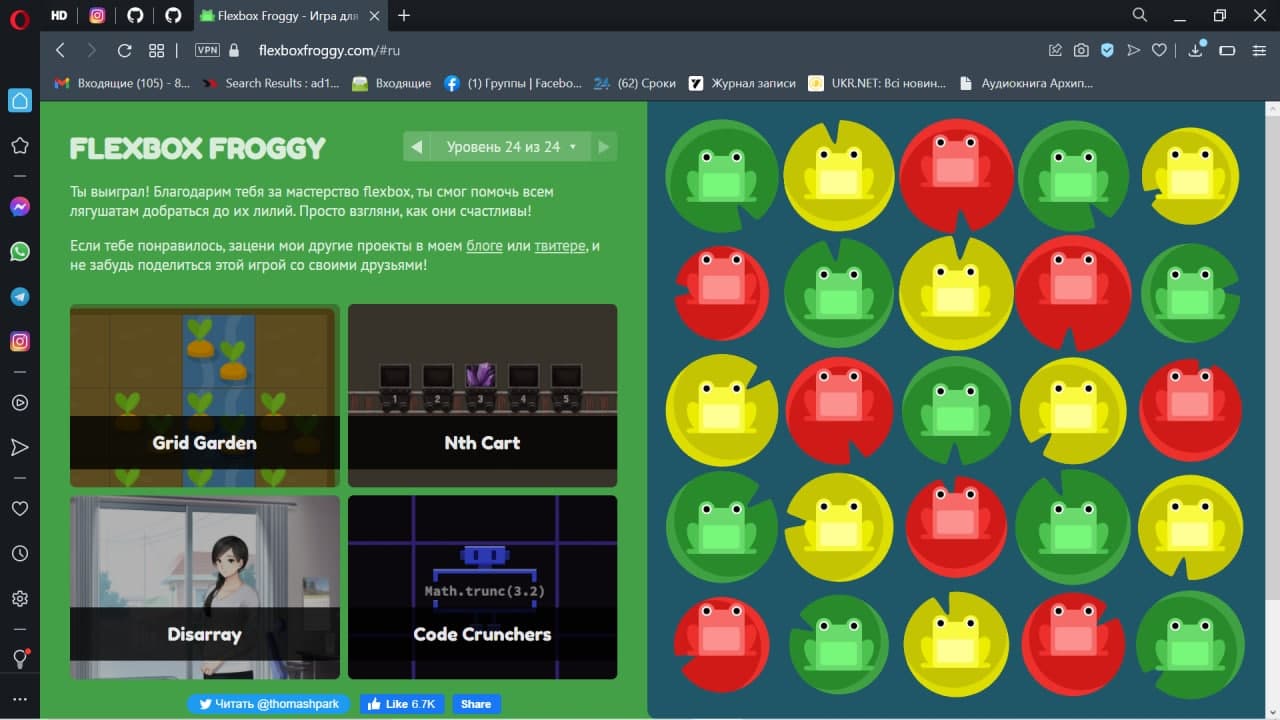 HD
Flexbox Froggy - Игра для
VPN
flexboxfroggy.com/#ru
Входящие (105) - 8...
Search Results : ad1...
Входящие
(1) Группы | Facebo...
24
(62) Сроки
Журнал записи
UKR.NET: Всі новин...
Аудиокнига Архип...
FLEXBOX FROGGY
Уровень 24 из 24
Ты выиграл! Благодарим тебя за мастерство flexbox, ты смог помочь всем
лягушатам добраться до их лилий. Просто взгляни, как они счастливы!
Если тебе понравилось, зацени мои другие проекты в моем блоге или твитере, и
не забудь поделиться этой игрой со своими друзьями!
Grid Garden
1 2 3 4 5
Nth Cart
Disarray
Math.trunc(3.2)
Code Crunchers
Читать @thomashpark
Like 6.7K
Share